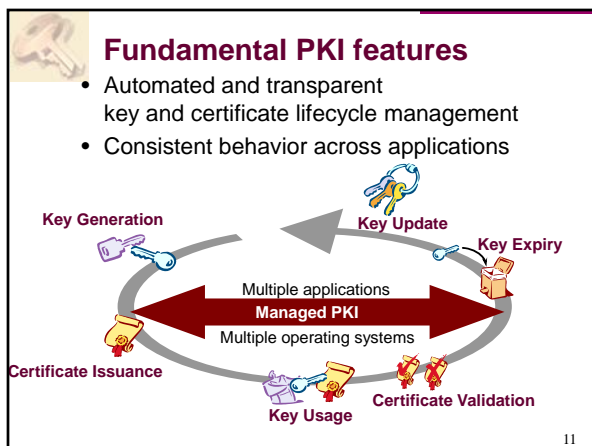 Fundamental PKI features
• Automated and transparent
key and certificate lifecycle management
• Consistent behavior across applications
Key Generation
Key Update
Key Expiry
Multiple applications
Managed PKI
Multiple operating systems
Certificate Issuance
Key Usage
Certificate Validation
11